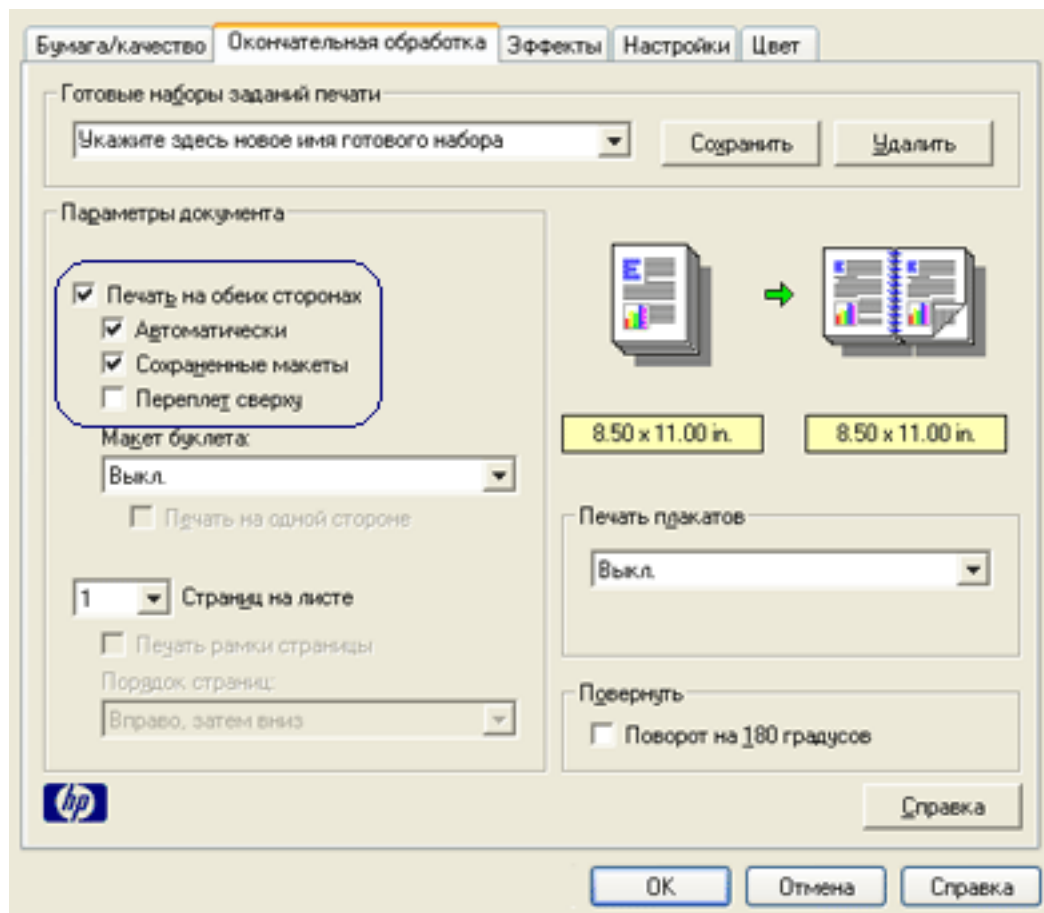 Бумага/качество Окончательная обработка Эффекты Настройки Цвет
Готовые наборы заданий печати
Укажите здесь новое имя готового набора Сохранить Удалить
Параметры документа
Печать на обеих сторонах
Автоматически
Сохраненные макеты
Переплет сверху
Макет буклета:
Выкл.
Печать на одной стороне
1 Страниц на листе
Печать рамки страницы
Порядок страниц:
Вправо, затем вниз
8.50 x 11.00 in. 8.50 x 11.00 in.
Печать плакатов
Выкл.
Повернуть
Поворот на 180 градусов
hp
Справка
OK Отмена Справка